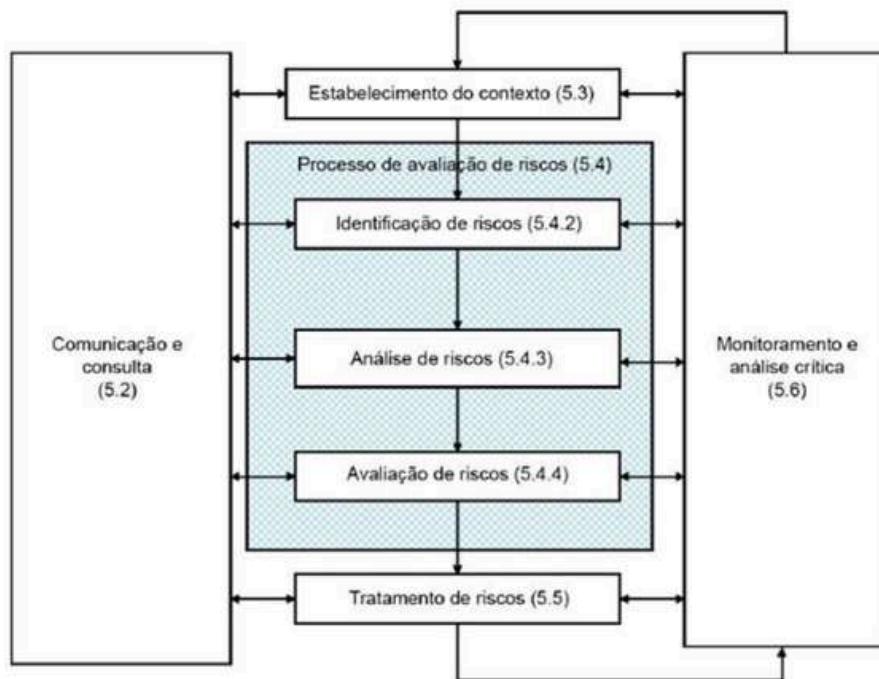 Estabelecimento do contexto (5.3)
Processo de avaliação de riscos (5.4)
Identificação de riscos (5.4.2)
Comunicação e
consulta
(5.2)
Análise de riscos (5.4.3)
Monitoramento e
análise crítica
(5.6)
Avaliação de riscos (5.4.4)
Tratamento de riscos (5.5)